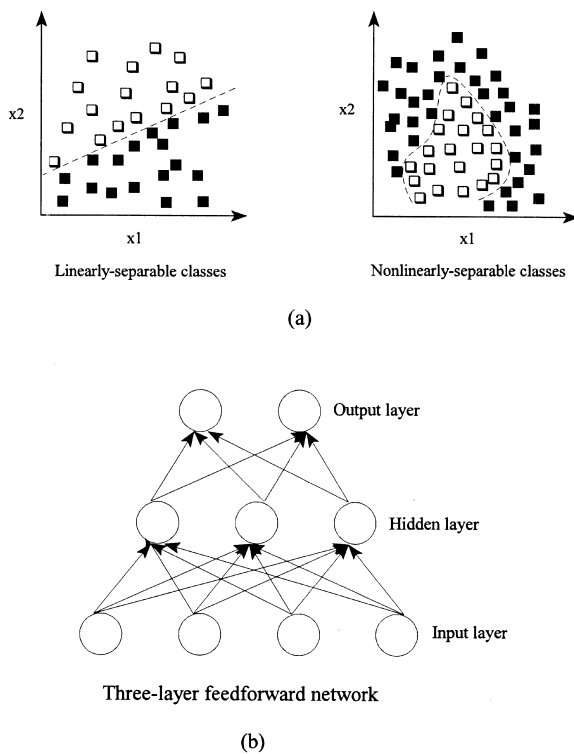 x2
x1
Linearly-separable classes
x2
x1
Nonlinearly-separable classes
(a)
Output layer
Hidden layer
Input layer
Three-layer feedforward network
(b)